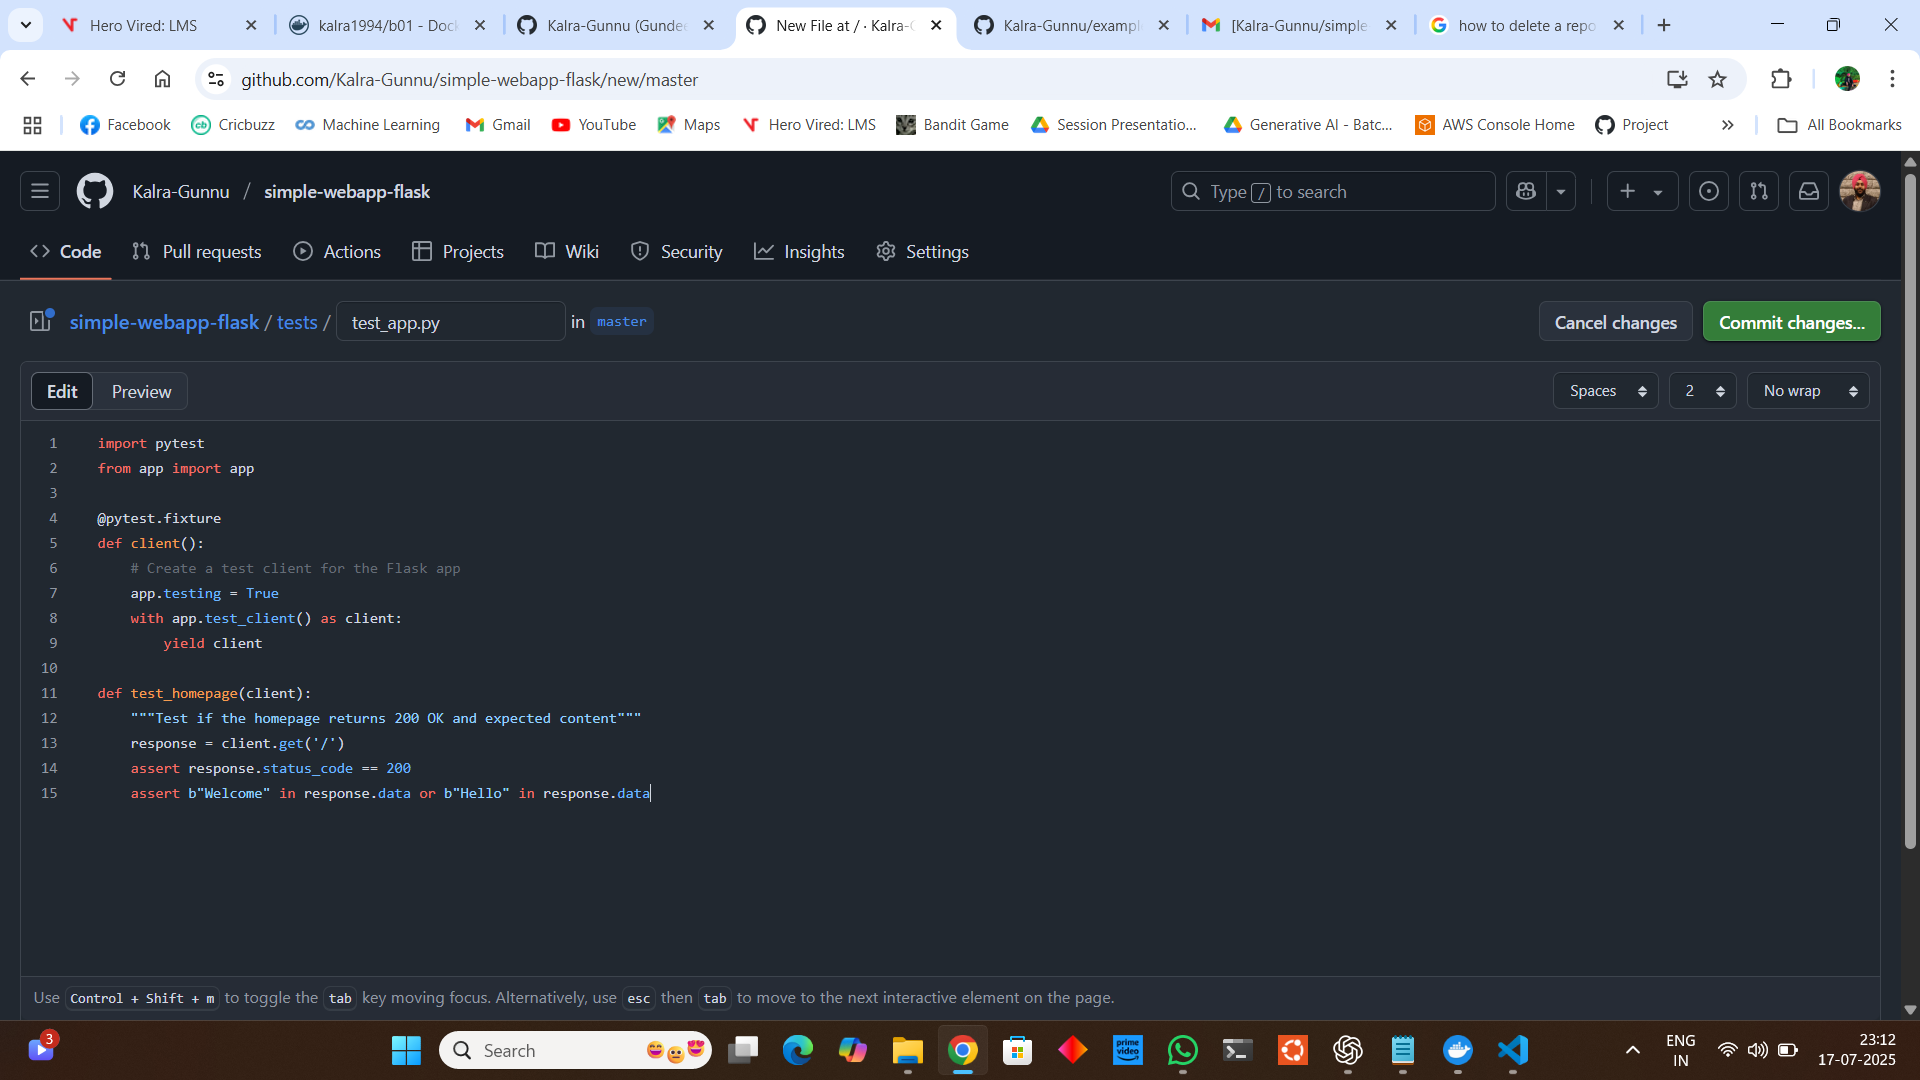 Hero Vired: LMS
kalra1994/b01 - Dock
Kalra-Gunnu (Gundee
New File at / · Kalra-G
Kalra-Gunnu/exampl
[Kalra-Gunnu/simple
how to delete a repo
github.com/Kalra-Gunnu/simple-webapp-flask/new/master
Facebook
Cricbuzz
Machine Learning
Gmail
YouTube
Maps
Hero Vired: LMS
Bandit Game
Session Presentatio...
Generative AI - Batc...
AWS Console Home
Project
All Bookmarks
Kalra-Gunnu / simple-webapp-flask
Type / to search
Code
Pull requests
Actions
Projects
Wiki
Security
Insights
Settings
simple-webapp-flask / tests / test_app.py in master
Cancel changes
Commit changes...
Edit
Preview
Spaces
2
No wrap
1 import pytest
2 from app import app
3
4 @pytest.fixture
5 def client():
6 # Create a test client for the Flask app
7 app.testing = True
8 with app.test_client() as client:
9 yield client
10
11 def test_homepage(client):
12 """Test if the homepage returns 200 OK and expected content"""
13 response = client.get('/')
14 assert response.status_code == 200
15 assert b"Welcome" in response.data or b"Hello" in response.data
Use Control + Shift + m to toggle the tab key moving focus. Alternatively, use esc then tab to move to the next interactive element on the page.
3
Search
prime video
ENG
IN
23:12
17-07-2025